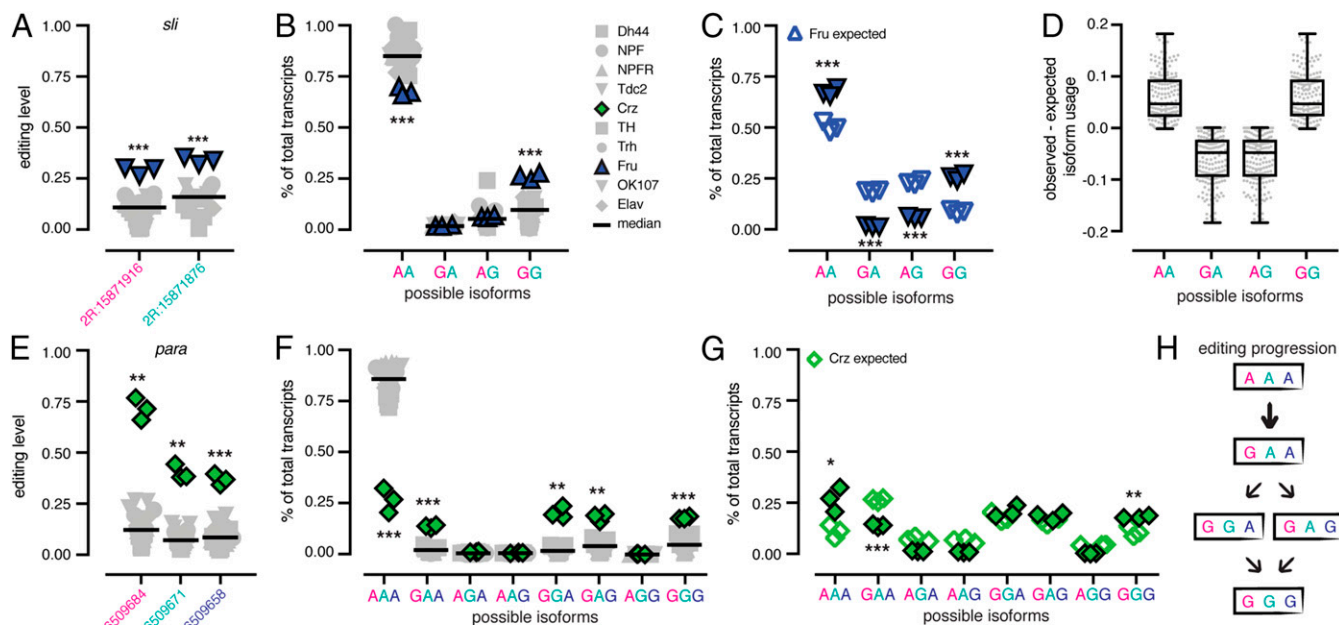 A
sli
editing level
1.00
0.75
0.50
0.25
0.00
***
***
2R:15871916
2R:15871876
B
% of total transcripts
1.00
0.75
0.50
0.25
0.00
***
***
AA
GA
AG
GG
possible isoforms
Dh44
NPF
NPFR
Tdc2
Crz
TH
Trh
Fru
OK107
Elav
median
C
Fru expected
% of total transcripts
1.00
0.75
0.50
0.25
0.00
***
***
***
***
AA
GA
AG
GG
possible isoforms
D
observed - expected
isoform usage
0.2
0.1
0.0
-0.1
-0.2
AA
GA
AG
GG
possible isoforms
E
para
editing level
1.00
0.75
0.50
0.25
0.00
**
**
***
F
% of total transcripts
1.00
0.75
0.50
0.25
0.00
***
***
**
**
***
AAA
GAA
AGA
AAG
GGA
GAG
AGG
GGG
possible isoforms
G
Crz expected
% of total transcripts
1.00
0.75
0.50
0.25
0.00
*
***
**
AAA
GAA
AGA
AAG
GGA
GAG
AGG
GGG
possible isoforms
H
editing progression
A A A
G A A
G G A
G A G
G G G